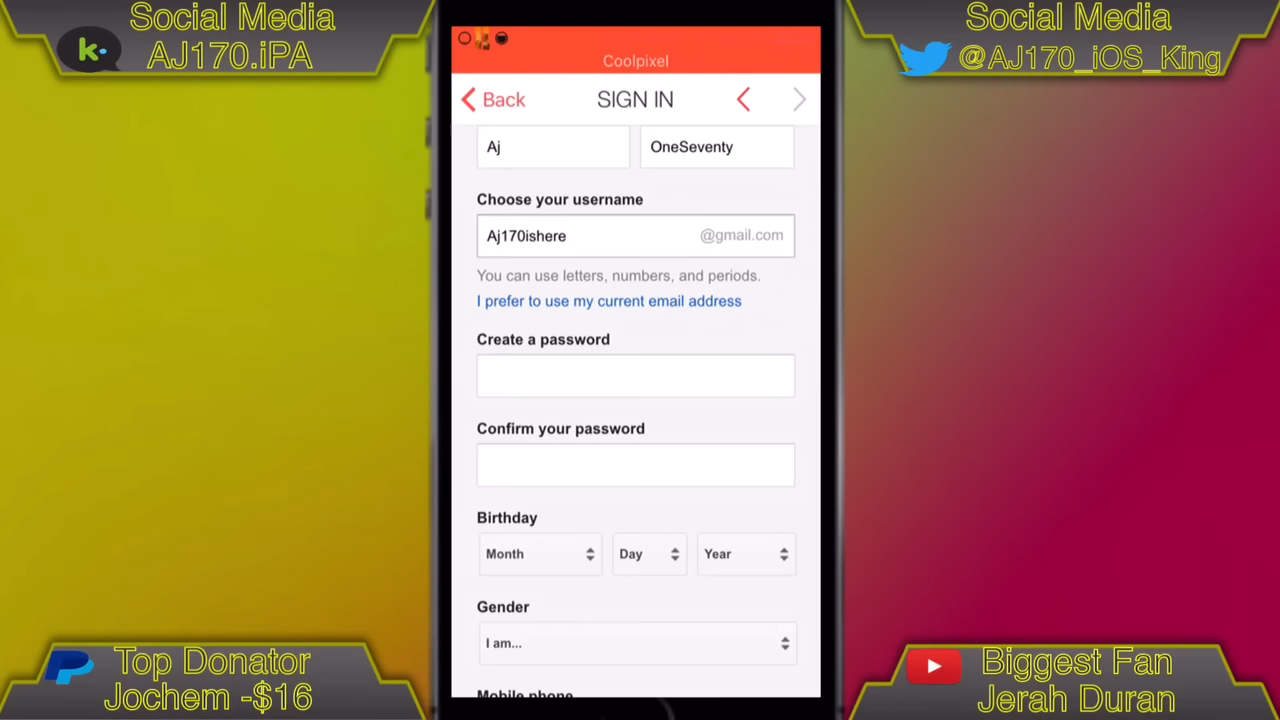 Social Media
AJ170.iPA
k.
Social Media
@AJ170_iOS_King
Coolpixel
Back
SIGN IN
Aj
OneSeventy
Choose your username
Aj170ishere
@gmail.com
You can use letters, numbers, and periods.
I prefer to use my current email address
Create a password
Confirm your password
Birthday
Month
Day
Year
Gender
I am...
Mobile phone
Top Donator
Jochem -$16
Biggest Fan
Jerah Duran